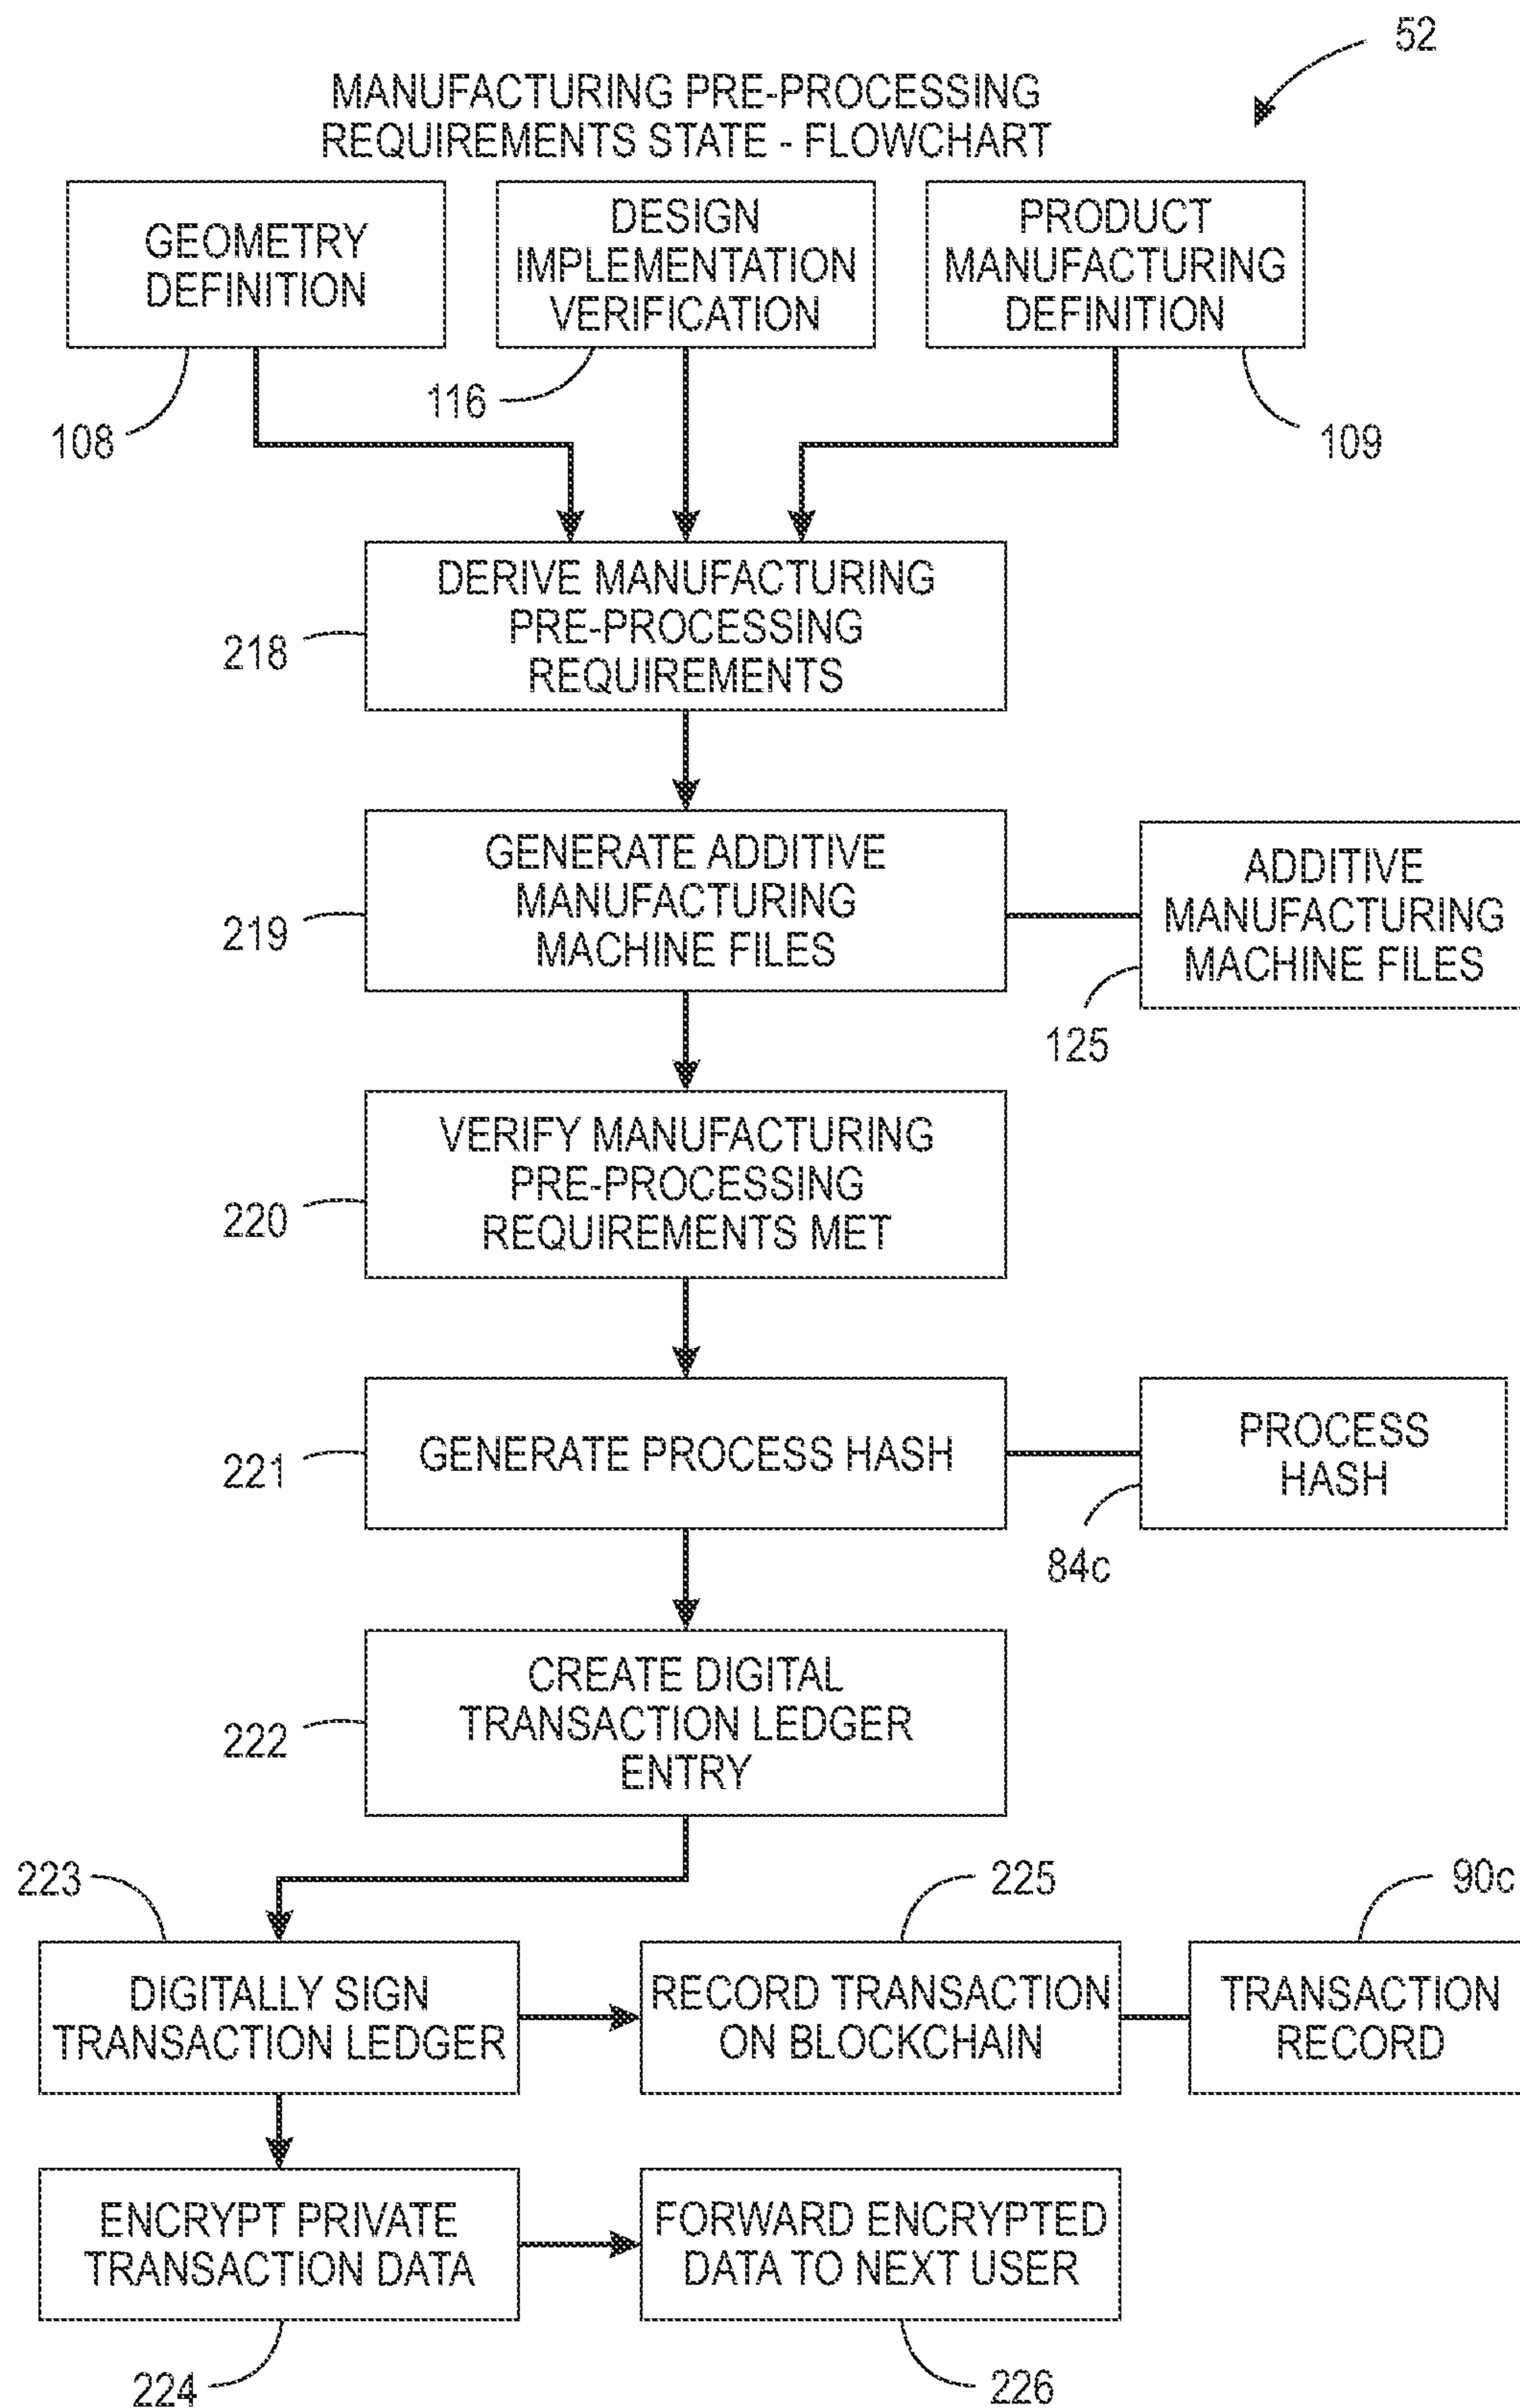 52
MANUFACTURING PRE-PROCESSING
REQUIREMENTS STATE - FLOWCHART
GEOMETRY
DEFINITION
DESIGN
IMPLEMENTATION
VERIFICATION
PRODUCT
MANUFACTURING
DEFINITION
108
116
109
DERIVE MANUFACTURING
PRE-PROCESSING
REQUIREMENTS
218
GENERATE ADDITIVE
MANUFACTURING
MACHINE FILES
219
ADDITIVE
MANUFACTURING
MACHINE FILES
125
VERIFY MANUFACTURING
PRE-PROCESSING
REQUIREMENTS MET
220
GENERATE PROCESS HASH
221
PROCESS
HASH
84c
CREATE DIGITAL
TRANSACTION LEDGER
ENTRY
222
223
225
90c
DIGITALLY SIGN
TRANSACTION LEDGER
RECORD TRANSACTION
ON BLOCKCHAIN
TRANSACTION
RECORD
ENCRYPT PRIVATE
TRANSACTION DATA
FORWARD ENCRYPTED
DATA TO NEXT USER
224
226